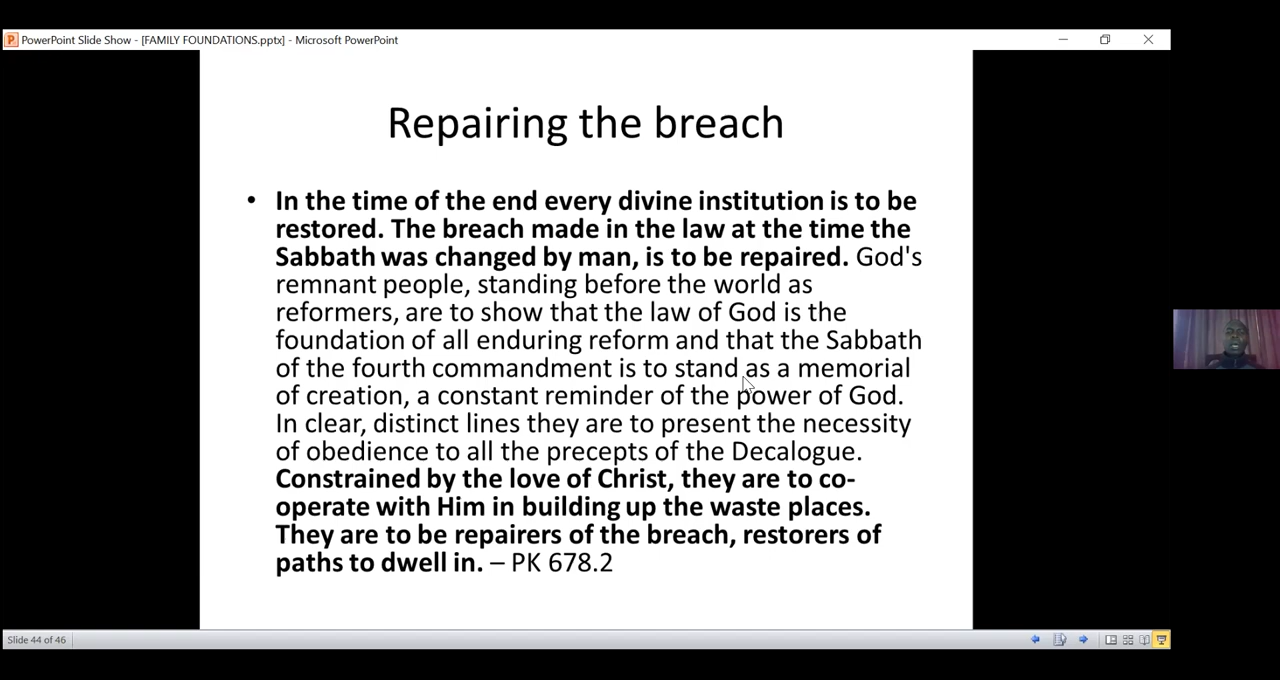 PowerPoint Slide Show - [FAMILY FOUNDATIONS.pptx] - Microsoft PowerPoint
Repairing the breach
• In the time of the end every divine institution is to be
restored. The breach made in the law at the time the
Sabbath was changed by man, is to be repaired. God's
remnant people, standing before the world as
reformers, are to show that the law of God is the
foundation of all enduring reform and that the Sabbath
of the fourth commandment is to stand as a memorial
of creation, a constant reminder of the power of God.
In clear, distinct lines they are to present the necessity
of obedience to all the precepts of the Decalogue.
Constrained by the love of Christ, they are to co-
operate with Him in building up the waste places.
They are to be repairers of the breach, restorers of
paths to dwell in. – PK 678.2
Slide 44 of 46